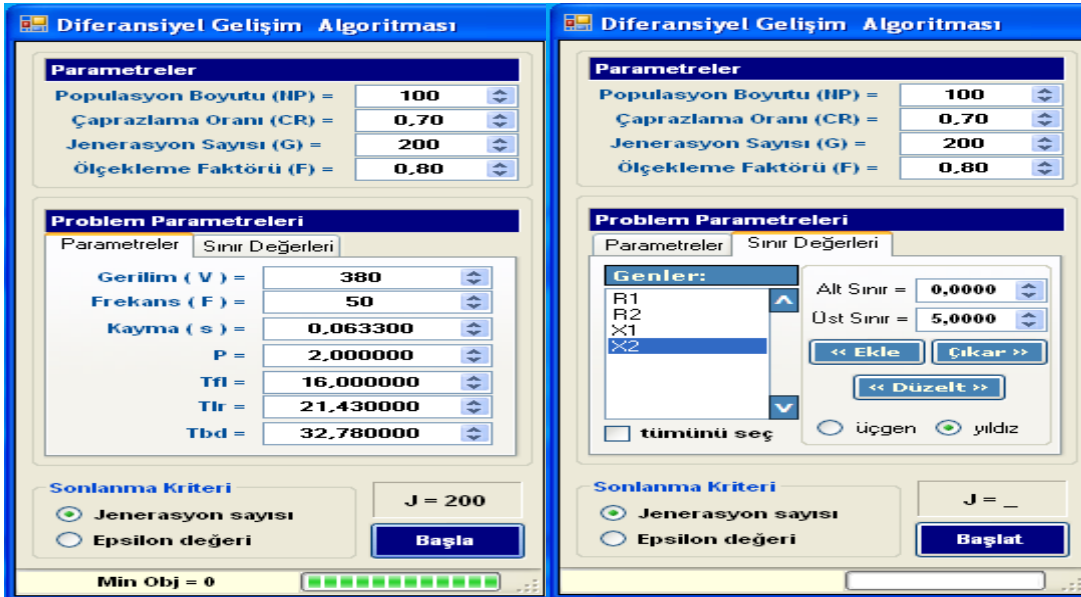 Diferansiyel Gelişim Algoritması
Parametreler
Populasyon Boyutu (NP) = 100
Çaprazlama Oranı (CR) = 0,70
Jenerasyon Sayısı (G) = 200
Ölçekleme Faktörü (F) = 0,80
Problem Parametreleri
Parametreler Sınır Değerleri
Gerilim ( V ) = 380
Frekans ( F ) = 50
Kayma ( s ) = 0,063300
P = 2,000000
Tfl = 16,000000
Tlr = 21,430000
Tbd = 32,780000
Sonlanma Kriteri
Jenerasyon sayısı
Epsilon değeri
J = 200
Başla
Min Obj = 0
Diferansiyel Gelişim Algoritması
Parametreler
Populasyon Boyutu (NP) = 100
Çaprazlama Oranı (CR) = 0,70
Jenerasyon Sayısı (G) = 200
Ölçekleme Faktörü (F) = 0,80
Problem Parametreleri
Parametreler Sınır Değerleri
Genler:
R1
R2
X1
X2
tümünü seç
Alt Sınır = 0,0000
Üst Sınır = 5,0000
<< Ekle Çıkar >>
<< Düzelt >>
üçgen yıldız
Sonlanma Kriteri
Jenerasyon sayısı
Epsilon değeri
J = _
Başlat